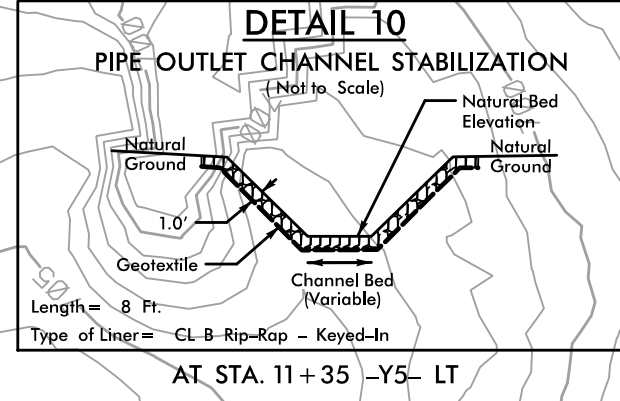 DETAIL 10
PIPE OUTLET CHANNEL STABILIZATION
(Not to Scale)
Natural Bed
Elevation
Natural
Ground
Natural
Ground
1.0'
Geotextile
Channel Bed
(Variable)
Length= 8 Ft.
Type of Liner= CL B Rip-Rap - Keyed-In
AT STA. 11+35 -Y5- LT